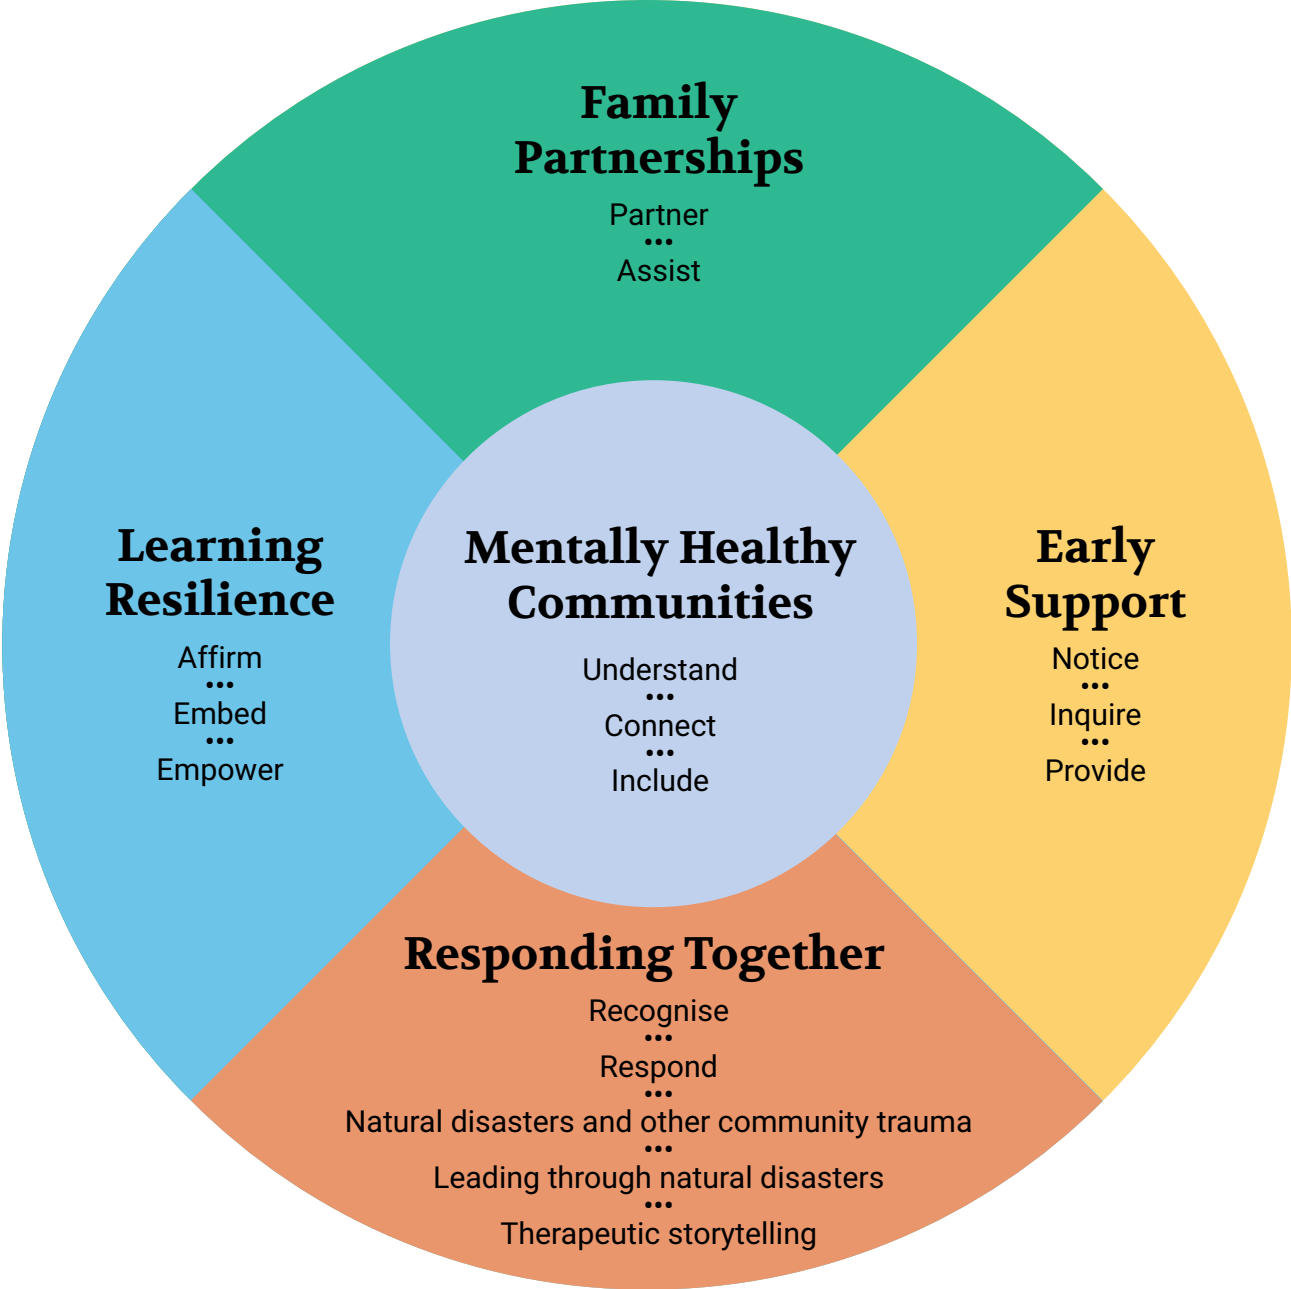 Family
Partnerships
Partner
•••
Assist
Learning
Resilience
Affirm
•••
Embed
•••
Empower
Mentally Healthy
Communities
Understand
•••
Connect
•••
Include
Early
Support
Notice
•••
Inquire
•••
Provide
Responding Together
Recognise
•••
Respond
•••
Natural disasters and other community trauma
•••
Leading through natural disasters
•••
Therapeutic storytelling